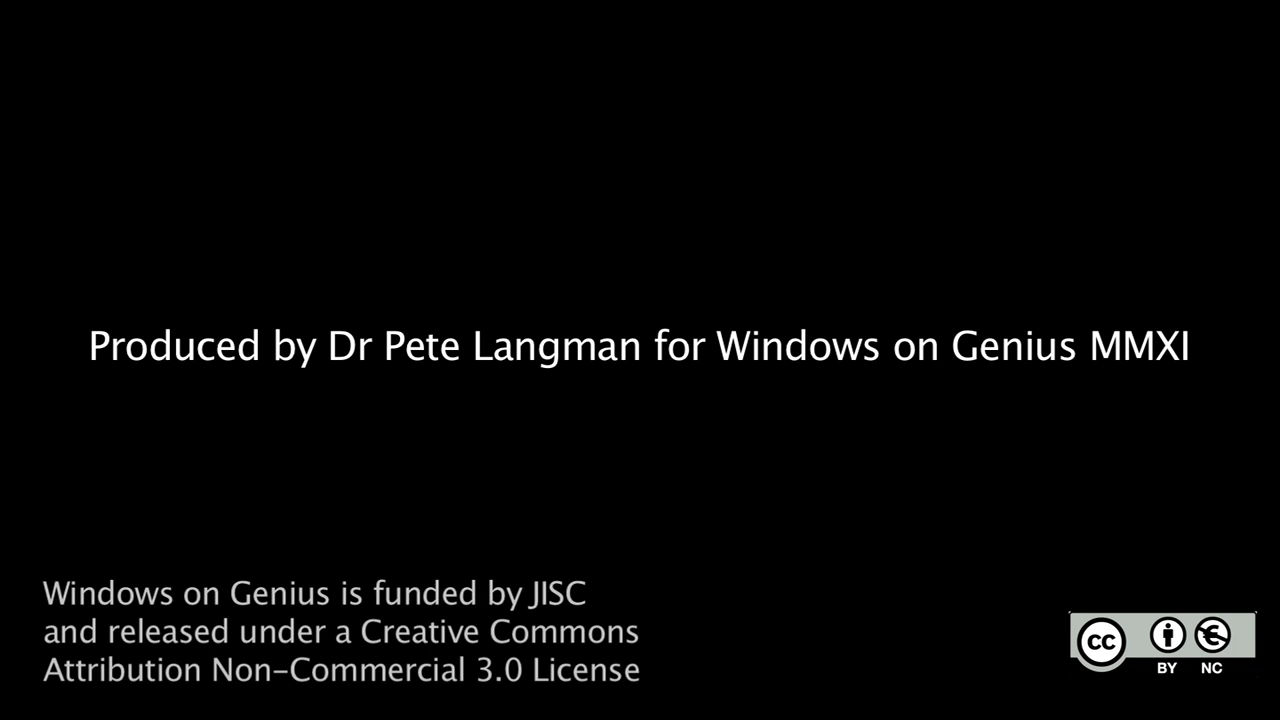 Produced by Dr Pete Langman for Windows on Genius MMXI
Windows on Genius is funded by JISC
and released under a Creative Commons
Attribution Non-Commercial 3.0 License
cc
BY NC